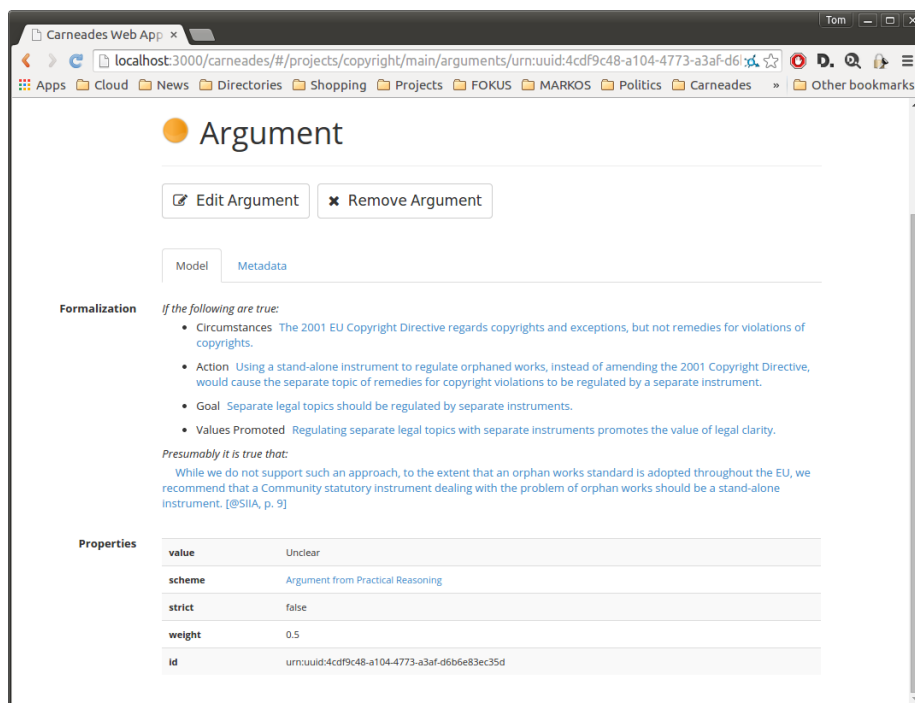 Tom
Carneades Web App ×
localhost:3000/carneades/#/projects/copyright/main/arguments/urn:uuid:4cdf9c48-a104-4773-a3af-d6
Apps Cloud News Directories Shopping Projects FOKUS MARKOS Politics Carneades » Other bookmarks
Argument
Edit Argument Remove Argument
Model Metadata
Formalization If the following are true:
• Circumstances The 2001 EU Copyright Directive regards copyrights and exceptions, but not remedies for violations of
copyrights.
• Action Using a stand-alone instrument to regulate orphaned works, instead of amending the 2001 Copyright Directive,
would cause the separate topic of remedies for copyright violations to be regulated by a separate instrument.
• Goal Separate legal topics should be regulated by separate instruments.
• Values Promoted Regulating separate legal topics with separate instruments promotes the value of legal clarity.
Presumably it is true that:
While we do not support such an approach, to the extent that an orphan works standard is adopted throughout the EU, we
recommend that a Community statutory instrument dealing with the problem of orphan works should be a stand-alone
instrument. [@SIIA, p. 9]
Properties
value Unclear
scheme Argument from Practical Reasoning
strict false
weight 0.5
id urn:uuid:4cdf9c48-a104-4773-a3af-d6b6e83ec35d